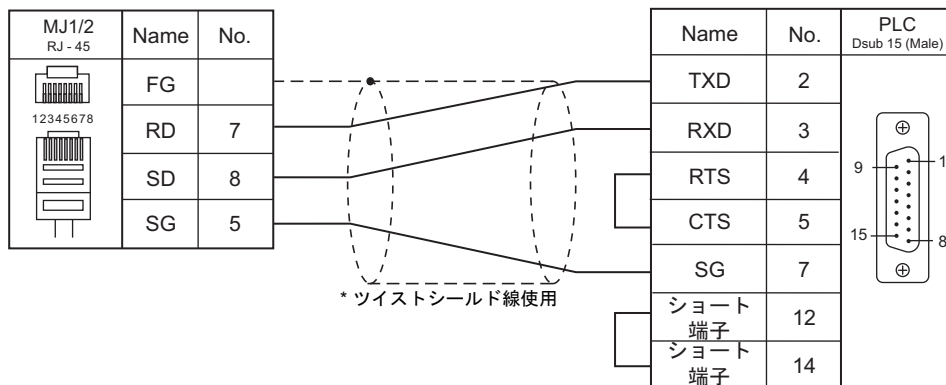 MJ1/2
RJ - 45
Name
No.
12345678
FG
RD
7
SD
8
SG
5
* ツイストシールド線使用
Name
No.
PLC
Dsub 15 (Male)
TXD
2
RXD
3
RTS
4
CTS
5
SG
7
ショート
端子
12
ショート
端子
14
9
1
15
8